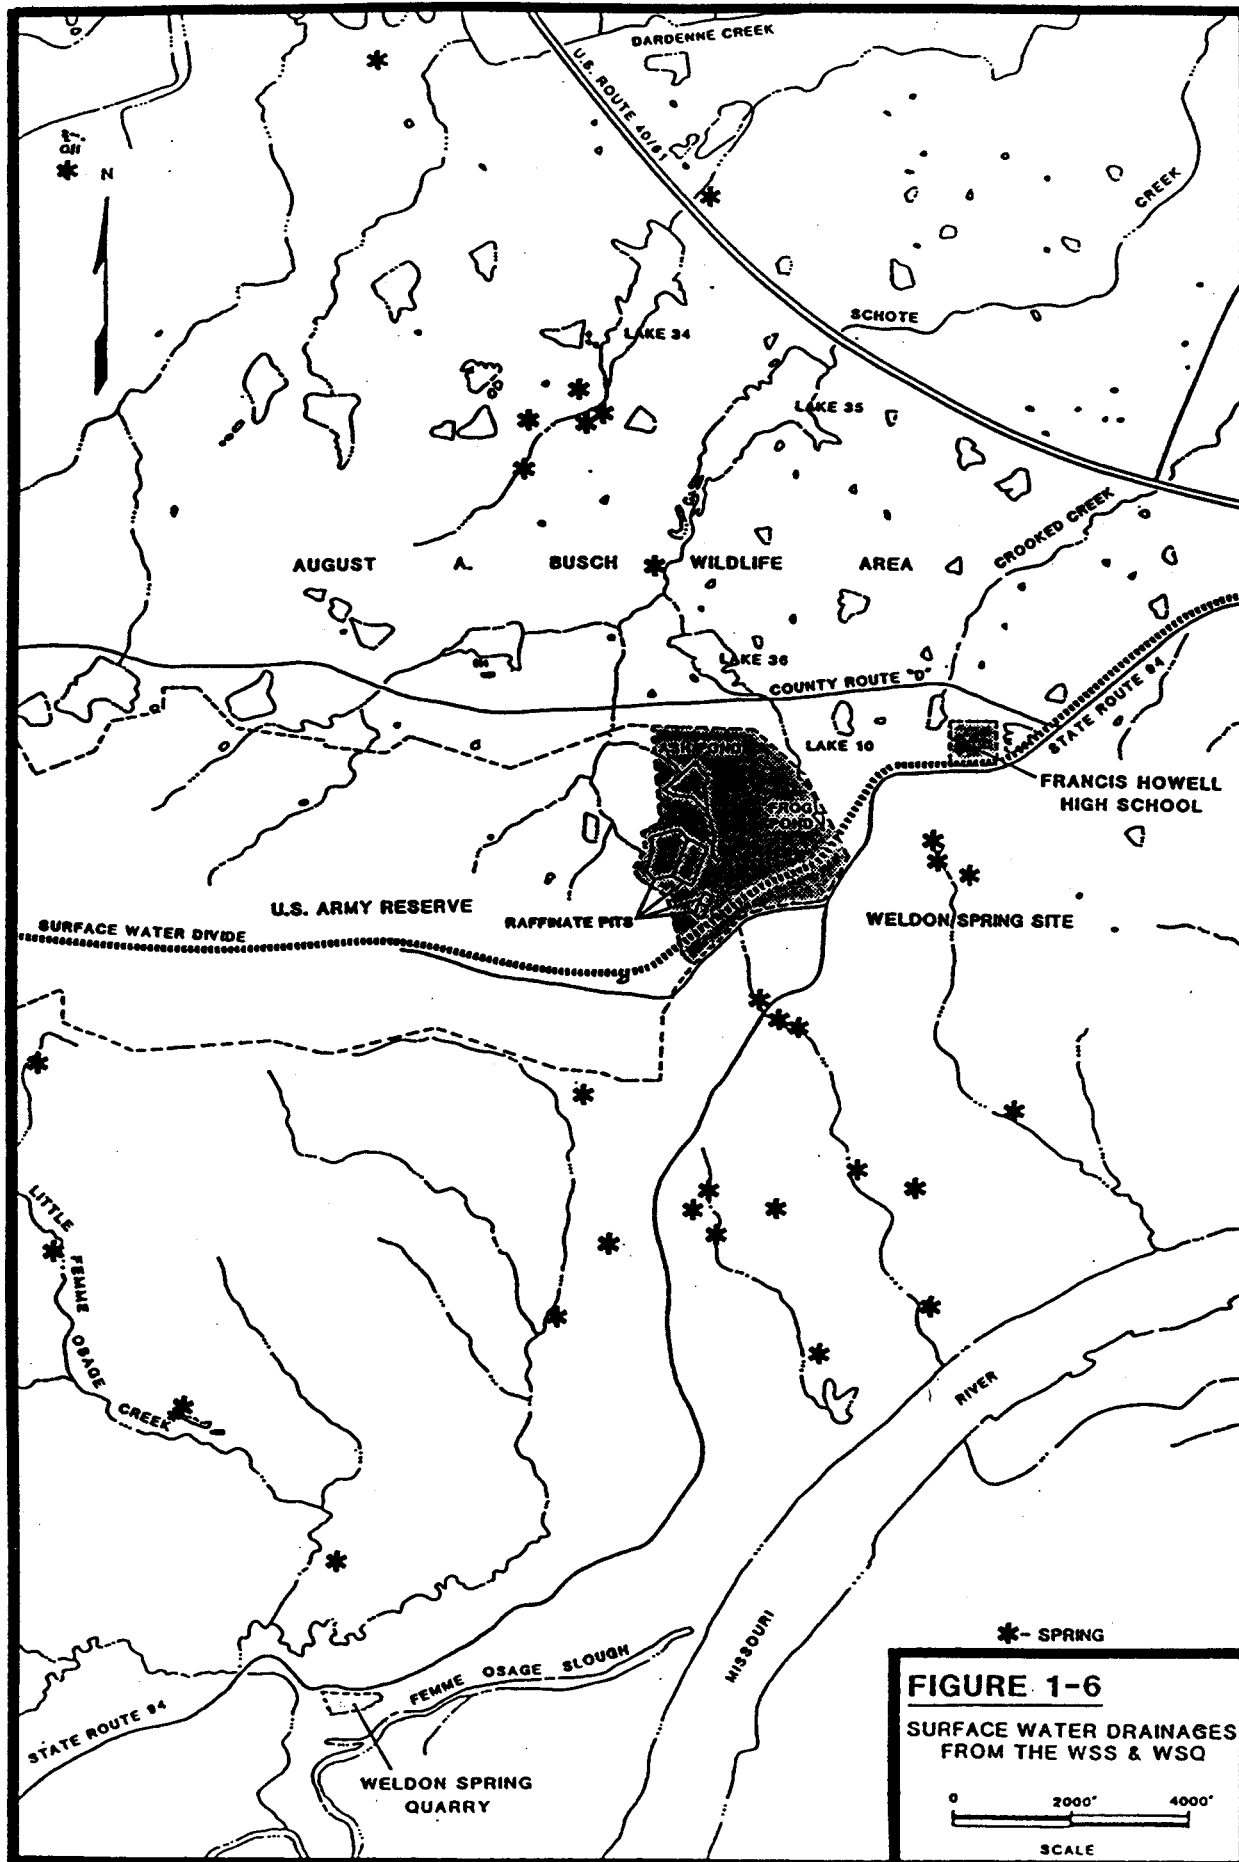 DARDENNE CREEK
U.S. ROUTE 40/61
N
CREEK
SCHOTE
LAKE 34
LAKE 35
CROOKED CREEK
AUGUST A. BUSCH WILDLIFE AREA
LAKE 36
COUNTY ROUTE "D"
STATE ROUTE 94
ASH POND
LAKE 10
FRANCIS HOWELL
HIGH SCHOOL
FROG
POND
U.S. ARMY RESERVE
RAFFINATE PITS
WELDON SPRING SITE
SURFACE WATER DIVIDE
LITTLE FEMME OSAGE CREEK
RIVER
MISSOURI
FEMME OSAGE SLOUGH
STATE ROUTE 94
WELDON SPRING
QUARRY
- SPRING
FIGURE 1-6
SURFACE WATER DRAINAGES
FROM THE WSS & WSQ
0 2000' 4000'
SCALE